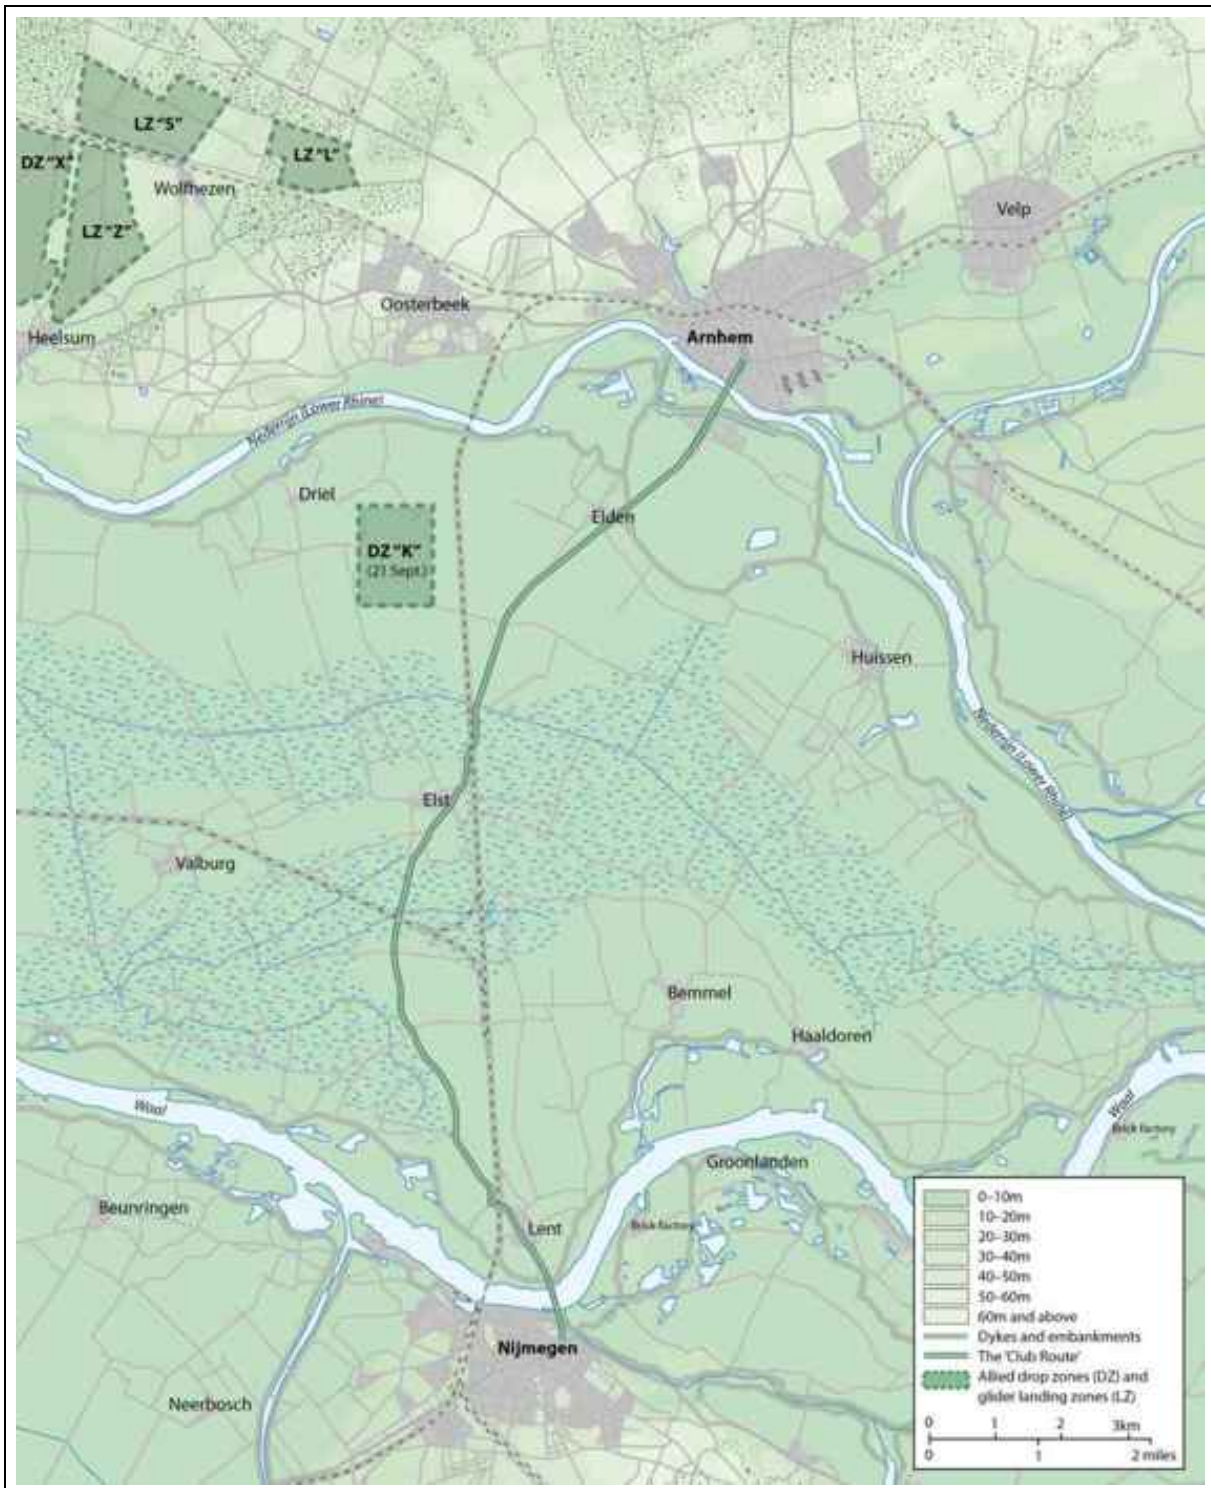 LZ "S"
DZ "X"
LZ "L"
Wolfhezen
Velp
LZ "Z"
Oosterbeek
Heelsum
Arnhem
Nederrijn (Lower Rhine)
Driel
Elden
DZ "K"
(21 Sept.)
Huissen
Nederrijn (Lower Rhine)
Elst
Valburg
Bemmel
Haaldoren
Waal
Waal
Brick factory
Groonlanden
Beunringen
Lent
Brick factory
Nijmegen
Neerbosch
0–10m
10–20m
20–30m
30–40m
40–50m
50–60m
60m and above
Dykes and embankments
The 'Club Route'
Allied drop zones (DZ) and
glider landing zones (LZ)
0 1 2 3km
0 1 2 miles